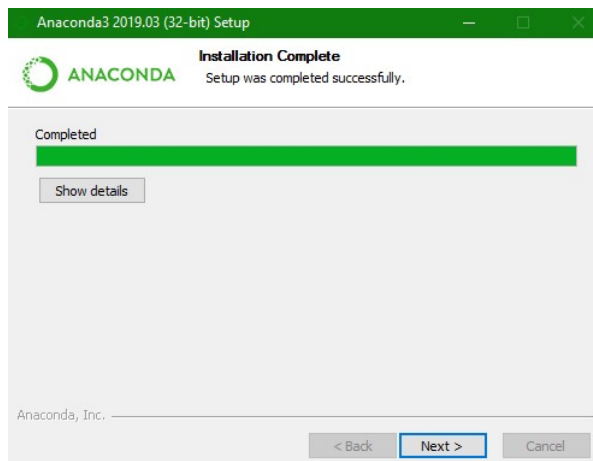 Anaconda3 2019.03 (32-bit) Setup
ANACONDA
Installation Complete
Setup was completed successfully.
Completed
Show details
Anaconda, Inc.
< Back
Next >
Cancel